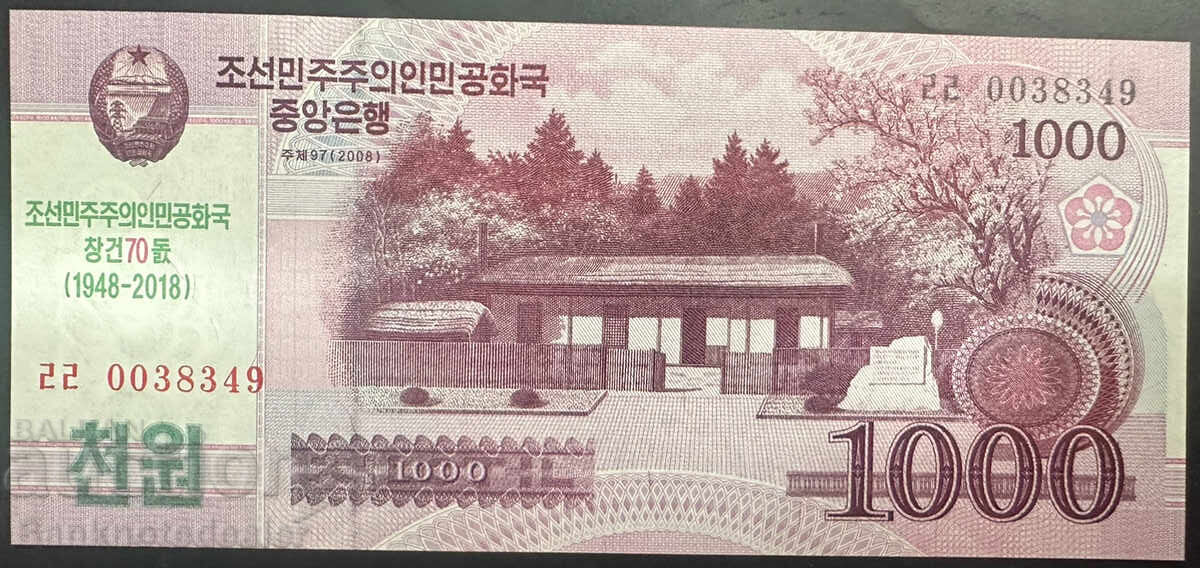 조선민주주의인민공화국
중앙은행
주체97(2008)
ㄹㄹ 0038349
1000
조선민주주의인민공화국
창건70돐
(1948-2018)
ㄹㄹ 0038349
천원
1000
1000
BALKAN
Banknotedealer